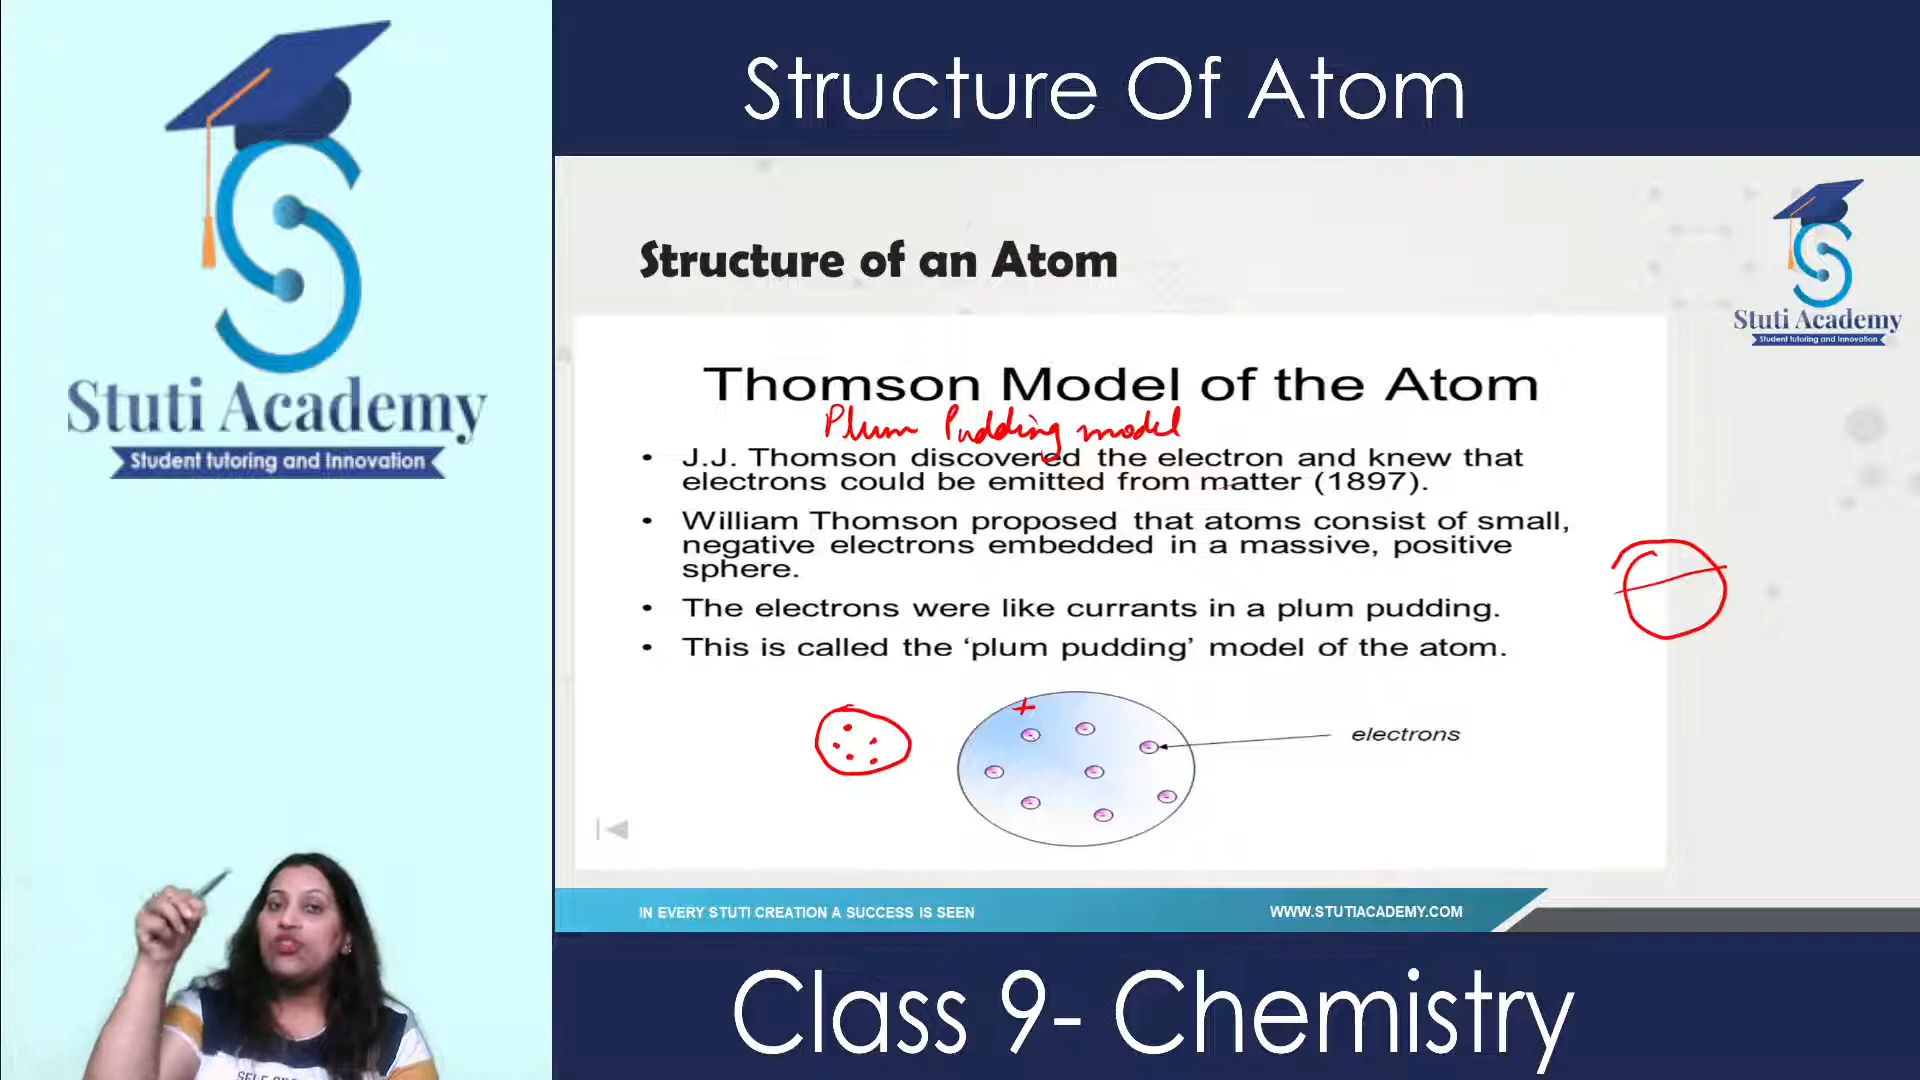 Stuti Academy
Student tutoring and Innovation
Structure Of Atom
Structure of an Atom
Stuti Academy
Student tutoring and Innovation
Thomson Model of the Atom
Plum Pudding model
• J.J. Thomson discovered the electron and knew that
electrons could be emitted from matter (1897).
• William Thomson proposed that atoms consist of small,
negative electrons embedded in a massive, positive
sphere.
• The electrons were like currants in a plum pudding.
• This is called the ‘plum pudding’ model of the atom.
+
electrons
IN EVERY STUTI CREATION A SUCCESS IS SEEN
WWW.STUTIACADEMY.COM
Class 9- Chemistry